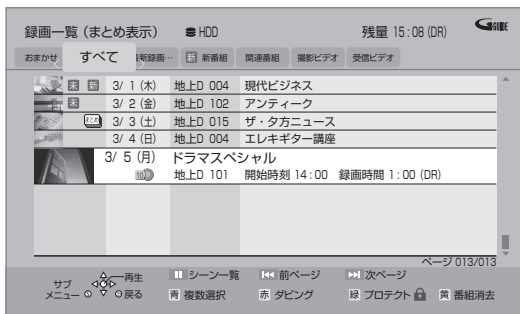 録画一覧 (まとめ表示) HDD 残量 15:08 (DR) GGUIDE
おまかせ すべて 最新録画… 新 新番組 関連番組 撮影ビデオ 受信ビデオ
未 新 3/ 1 (木) 地上D 004 現代ビジネス
未 3/ 2 (金) 地上D 102 アンティーク
まとめ 3/ 3 (土) 地上D 015 ザ・夕方ニュース
3/ 4 (日) 地上D 004 エレキギター講座
3/ 5 (月) ドラマスペシャル
地上D 101 開始時刻 14:00 録画時間 1:00 (DR)
ページ 013/013
サブメニュー 再生 戻る シーン一覧 前ページ 次ページ
青 複数選択 赤 ダビング 緑 プロテクト 黄 番組消去